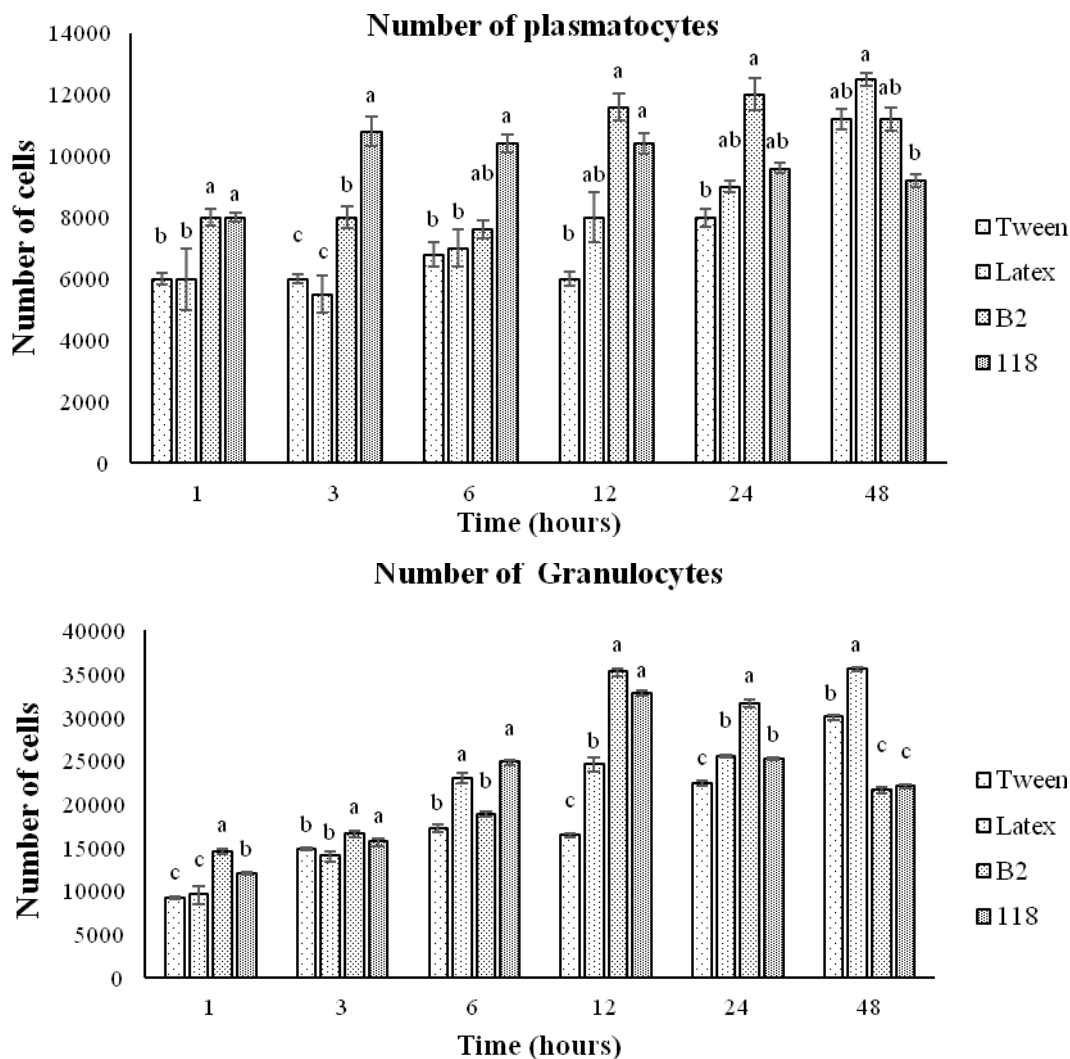 Number of plasmatocytes
14000
12000
10000
8000
6000
4000
2000
0
Number of cells
b b a a
c c b a
b b ab a
b ab a a
b ab a ab
ab a ab b
1 3 6 12 24 48
Time (hours)
Tween
Latex
B2
118
Number of Granulocytes
40000
35000
30000
25000
20000
15000
10000
5000
0
Number of cells
c c a b
b b a a
b a b a
c b a a
c b a b
b a c c
1 3 6 12 24 48
Time (hours)
Tween
Latex
B2
118